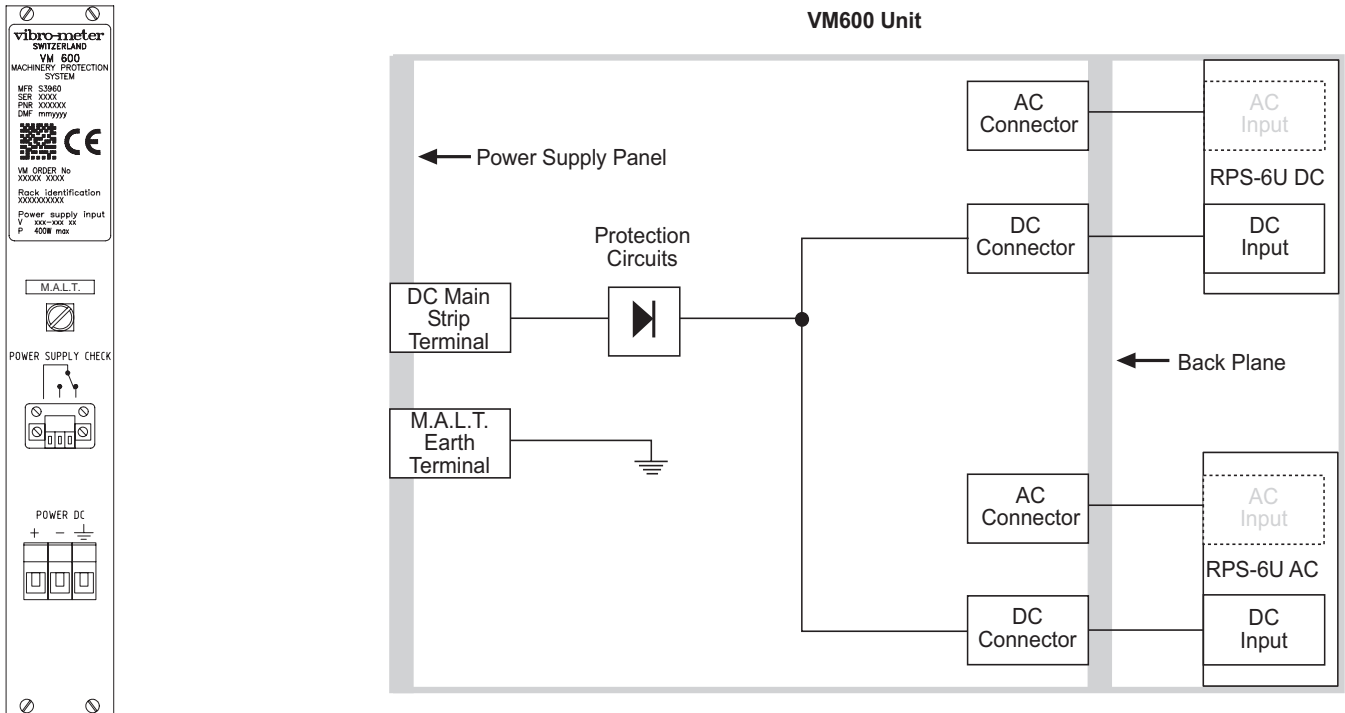 vibro-meter
SWITZERLAND
VM 600
MACHINERY PROTECTION
SYSTEM
MFR S3960
SER XXXX
PNR XXXXXX
DMF mmyyyy
CE
VM ORDER No
XXXXX XXXX
Rack identification
XXXXXXXXXX
Power supply input
V xxx-xxx xx
P 400W max
M.A.L.T.
POWER SUPPLY CHECK
POWER DC
+ -
VM600 Unit
Power Supply Panel
DC Main
Strip
Terminal
Protection
Circuits
M.A.L.T.
Earth
Terminal
AC
Connector
DC
Connector
Back Plane
AC
Connector
DC
Connector
AC
Input
RPS-6U DC
DC
Input
AC
Input
RPS-6U AC
DC
Input